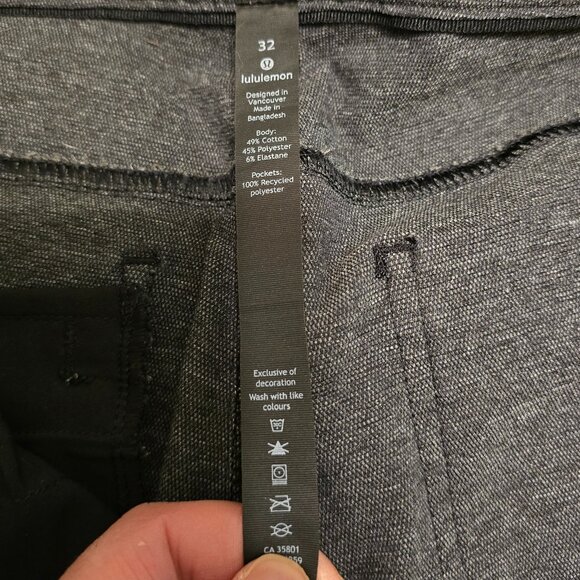 32
lululemon
Designed in
Vancouver
Made in
Bangladesh
Body:
49% Cotton
45% Polyester
6% Elastane
Pockets:
100% Recycled
polyester
Exclusive of
decoration
Wash with like
colours
CA 35801